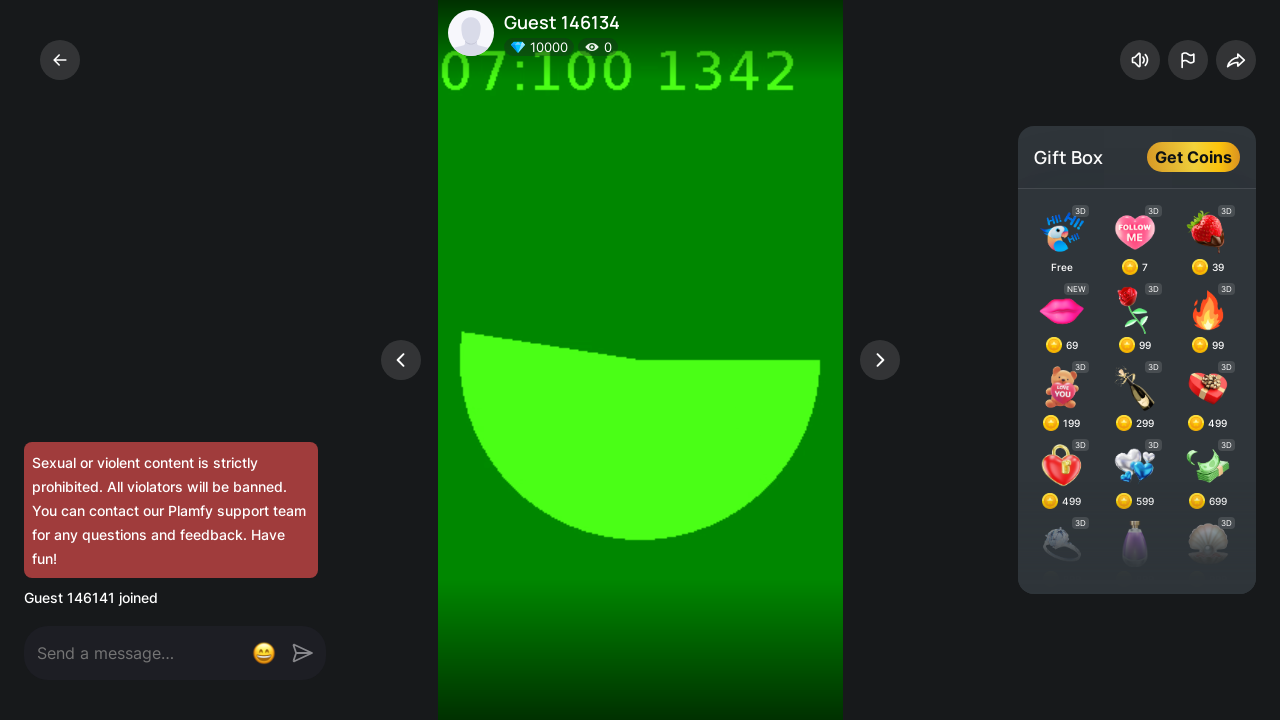 Guest 146134
10000
0
07:100 1342
Gift Box
Get Coins
3D
3D
3D
Hi! Hi! Hi! Hi!
FOLLOW
ME
Free
7
39
NEW
3D
3D
69
99
99
3D
3D
3D
LOVE
YOU
199
299
499
3D
3D
3D
499
599
699
3D
3D
Sexual or violent content is strictly
prohibited. All violators will be banned.
You can contact our Plamfy support team
for any questions and feedback. Have
fun!
Guest 146141 joined
Send a message...